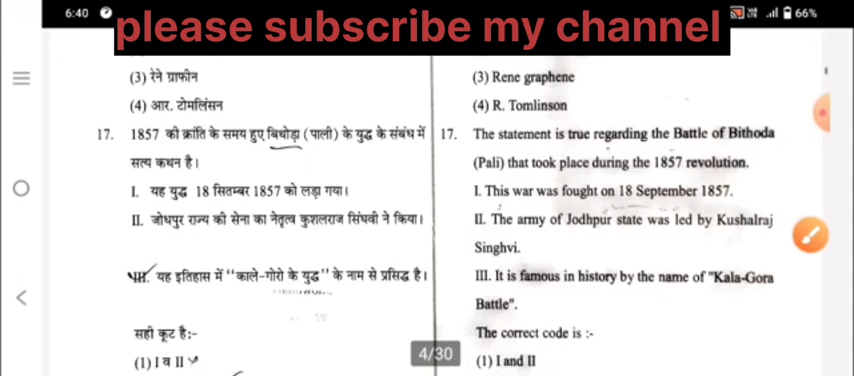 6:40
66%
please subscribe my channel
(3) रेने ग्राफीन
(4) आर. टोमलिंसन
17. 1857 की क्रांति के समय हुए बिथोड़ा (पाली) के युद्ध के संबंध में
सत्य कथन है।
I. यह युद्ध 18 सितम्बर 1857 को लड़ा गया।
II. जोधपुर राज्य की सेना का नेतृत्व कुशलराज सिंघवी ने किया।
III. यह इतिहास में "काले-गोरो के युद्ध" के नाम से प्रसिद्ध है।
सही कूट है:-
(1) I व II
(3) Rene graphene
(4) R. Tomlinson
17. The statement is true regarding the Battle of Bithoda
(Pali) that took place during the 1857 revolution.
I. This war was fought on 18 September 1857.
II. The army of Jodhpur state was led by Kushalraj
Singhvi.
III. It is famous in history by the name of "Kala-Gora
Battle".
The correct code is :-
(1) I and II
4/30